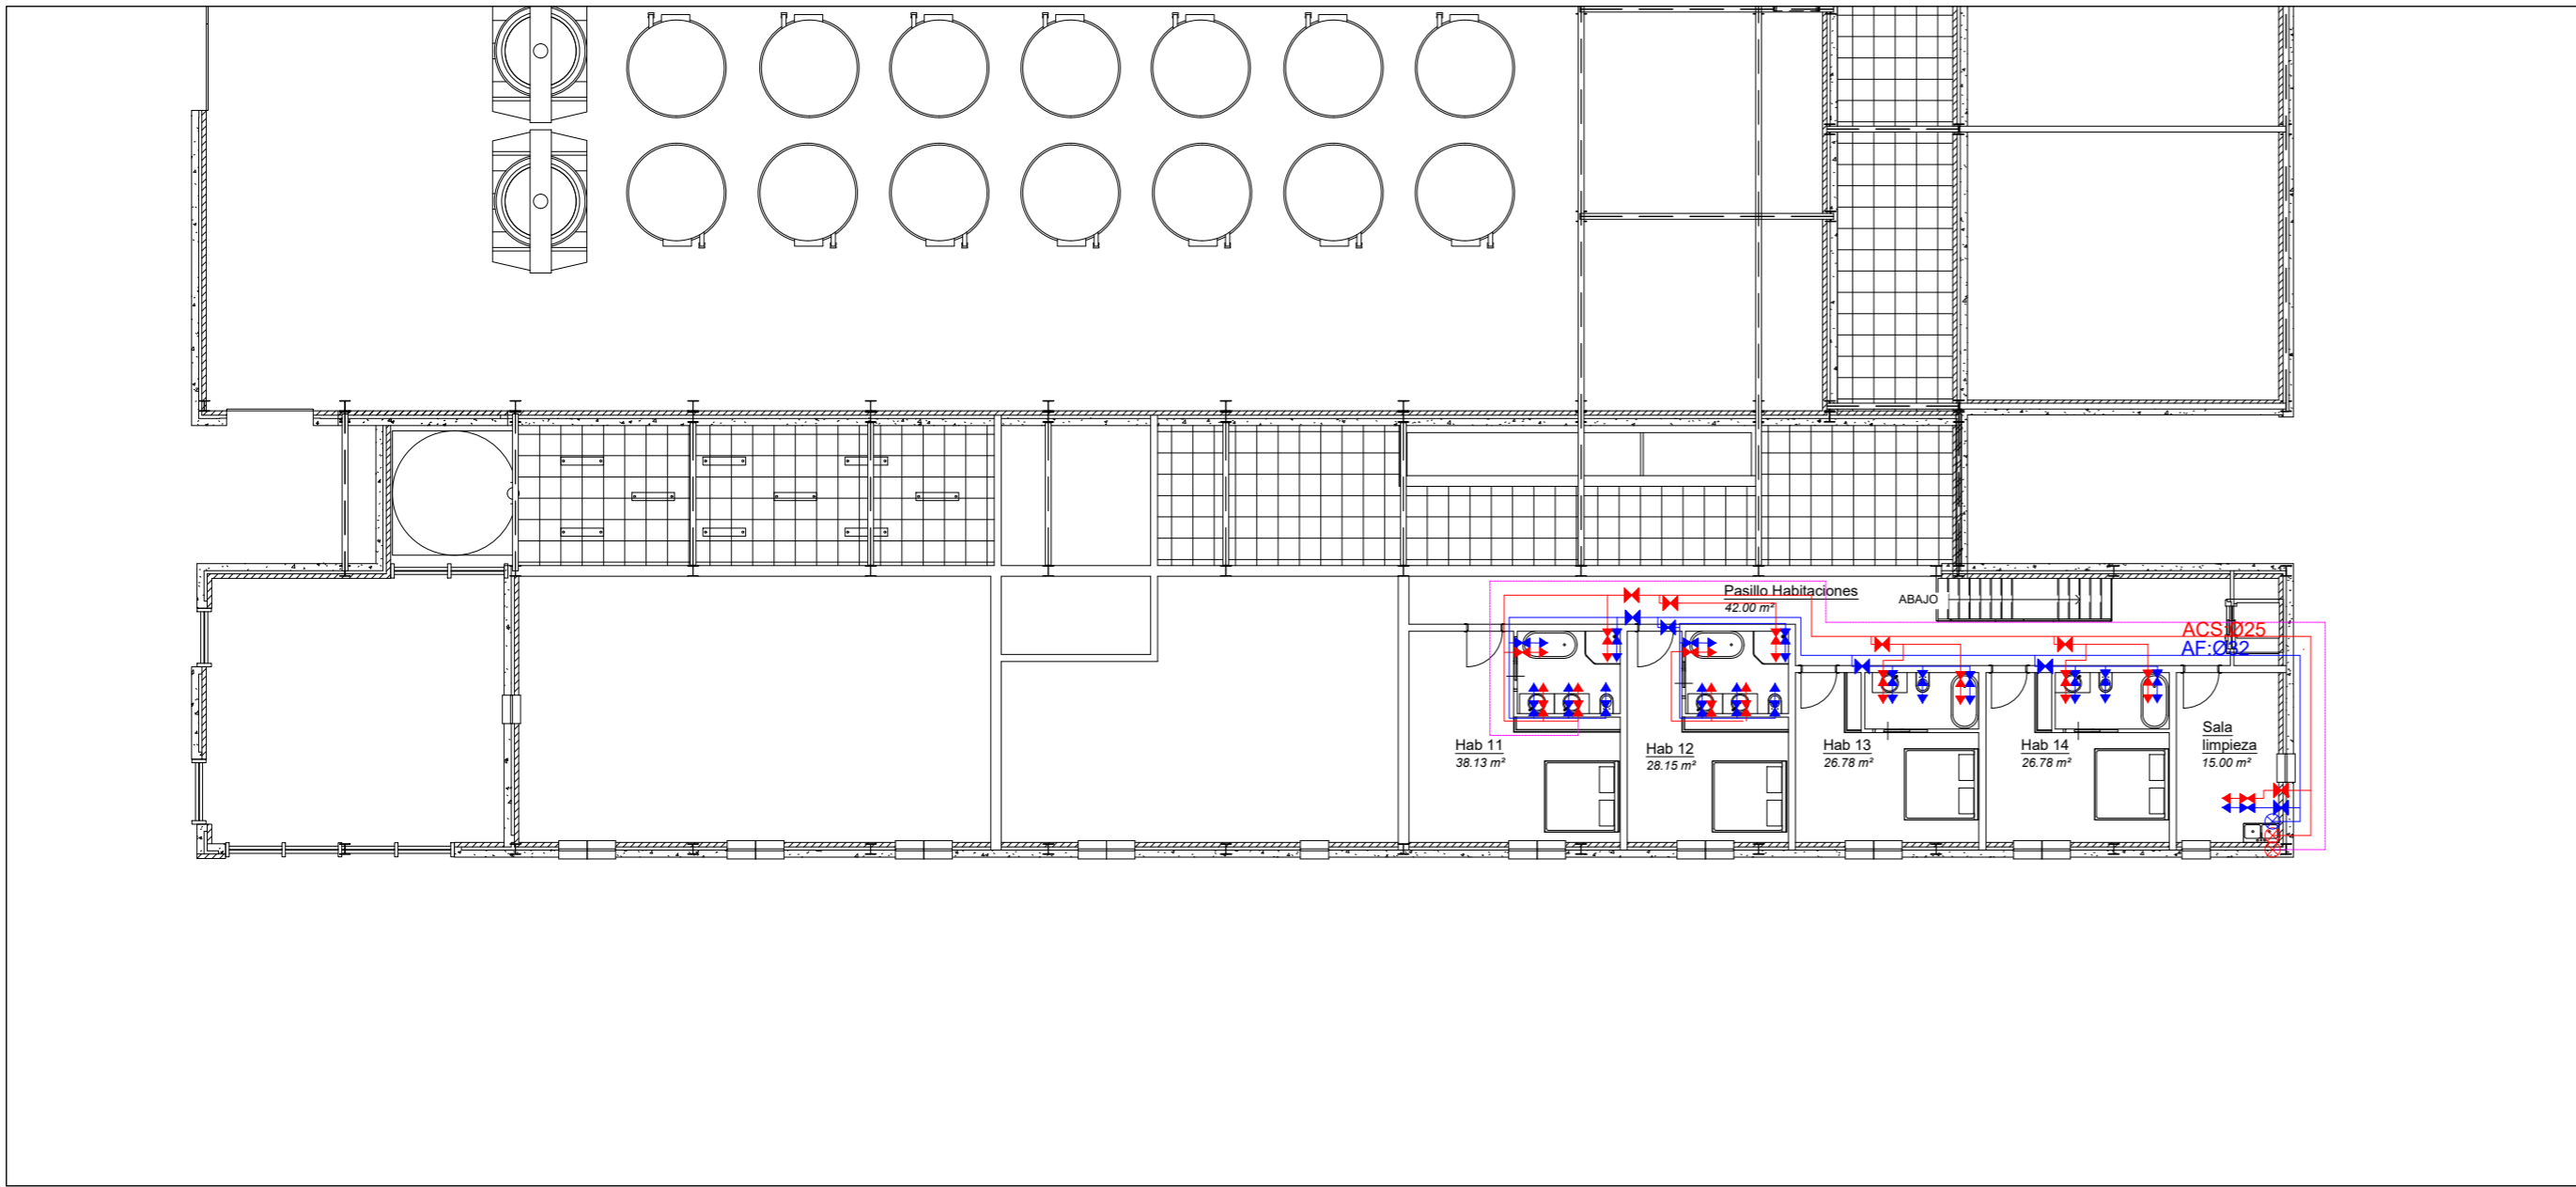 Pasillo Habitaciones
42.00 m²
ABAJO
ACS:Ø25
AF:Ø32
Hab 11
38.13 m²
Hab 12
28.15 m²
Hab 13
26.78 m²
Hab 14
26.78 m²
Sala
limpieza
15.00 m²